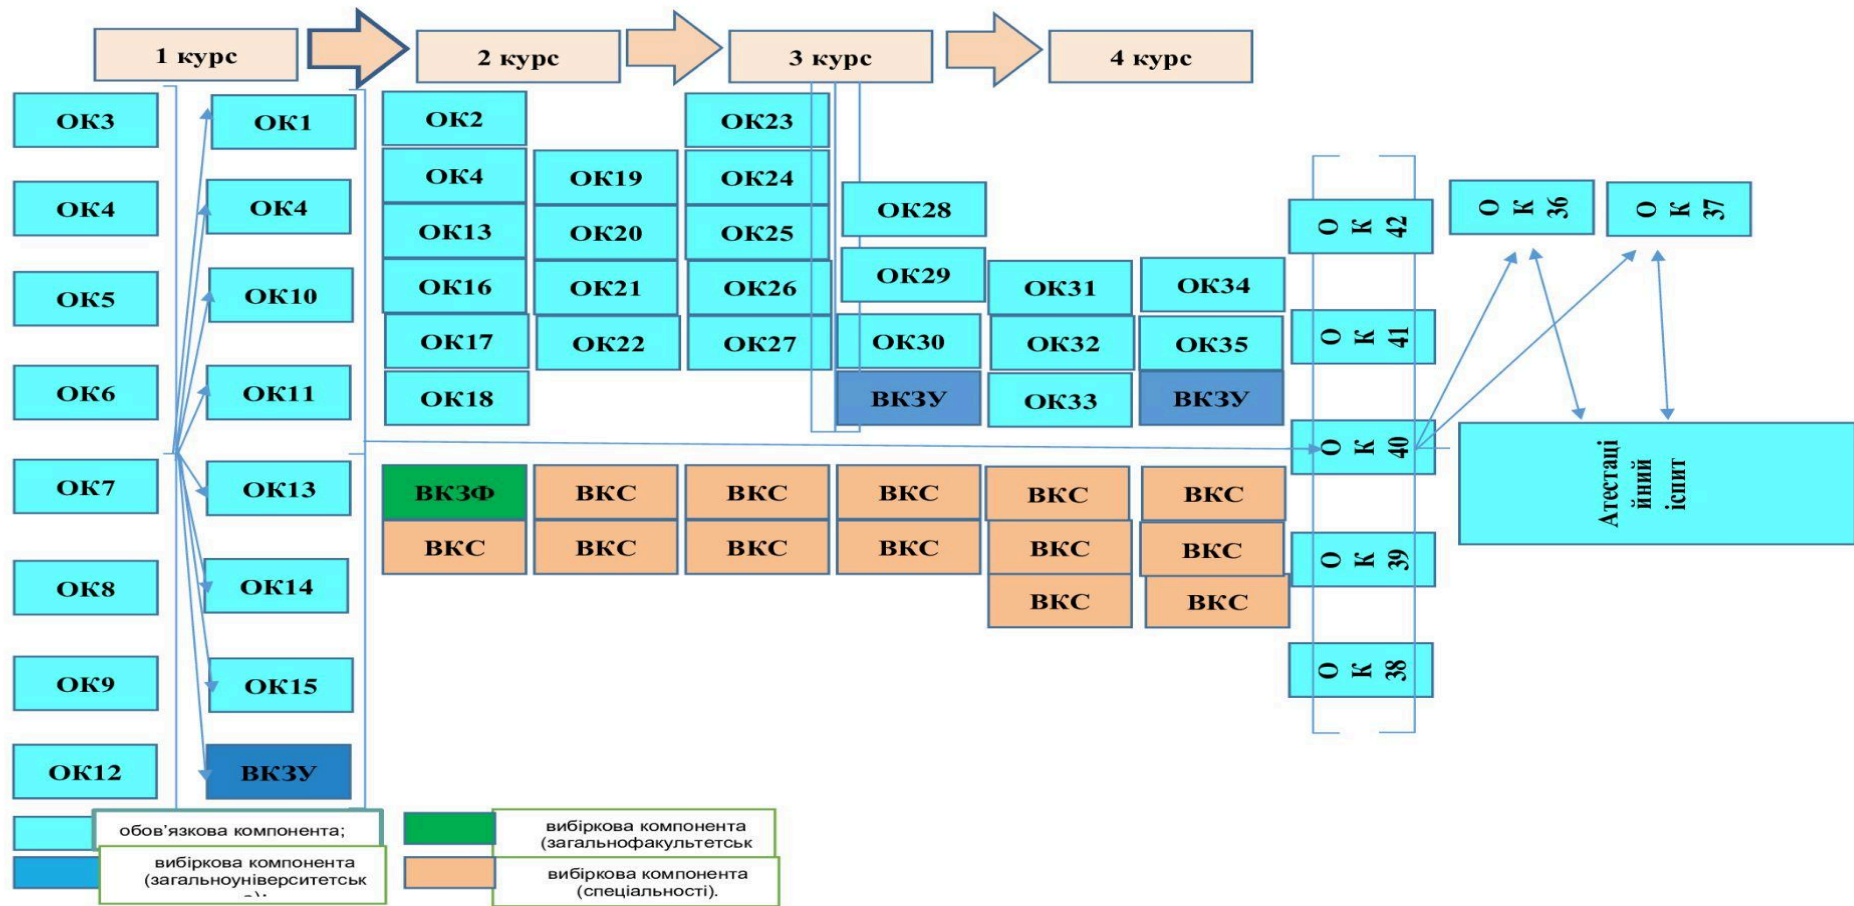 1 курс
2 курс
3 курс
4 курс
ОК3
ОК4
ОК5
ОК6
ОК7
ОК8
ОК9
ОК12
ОК1
ОК4
ОК10
ОК11
ОК13
ОК14
ОК15
ВКЗУ
ОК2
ОК4
ОК13
ОК16
ОК17
ОК18
ВКЗФ
ВКС
ОК19
ОК20
ОК21
ОК22
ВКС
ВКС
ОК23
ОК24
ОК25
ОК26
ОК27
ВКС
ВКС
ОК28
ОК29
ОК30
ВКЗУ
ВКС
ВКС
ОК31
ОК32
ОК33
ВКС
ВКС
ВКС
ОК34
ОК35
ВКЗУ
ВКС
ВКС
ВКС
О
К
42
О
К
41
О
К
40
О
К
39
О
К
38
О
К
36
О
К
37
Атестаці
йний
іспит
обов’язкова компонента;
вибіркова компонента
(загальноуніверситетськ
вибіркова компонента
(загальнофакультетськ
вибіркова компонента
(спеціальності).